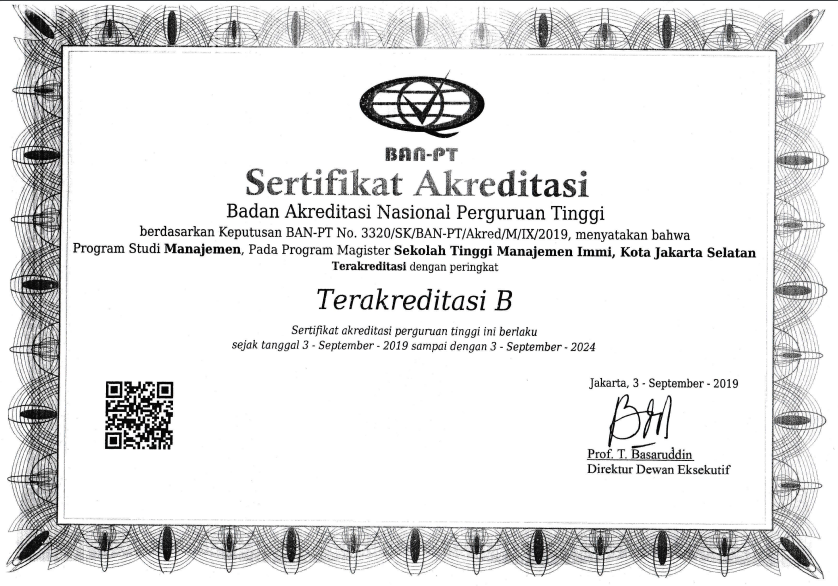 BAN-PT
Sertifikat Akreditasi
Badan Akreditasi Nasional Perguruan Tinggi
berdasarkan Keputusan BAN-PT No. 3320/SK/BAN-PT/Akred/M/IX/2019, menyatakan bahwa
Program Studi Manajemen, Pada Program Magister Sekolah Tinggi Manajemen Immi, Kota Jakarta Selatan
Terakreditasi dengan peringkat
Terakreditasi B
Sertifikat akreditasi perguruan tinggi ini berlaku
sejak tanggal 3 - September - 2019 sampai dengan 3 - September - 2024
Jakarta, 3 - September - 2019
Prof. T. Basaruddin
Direktur Dewan Eksekutif